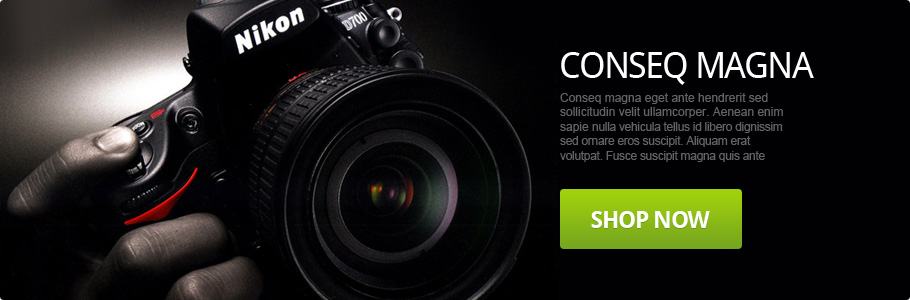 Nikon
D700
CONSEQ MAGNA
Conseq magna eget ante hendrerit sed
sollicitudin velit ullamcorper. Aenean enim
sapie nulla vehicula tellus id libero dignissim
sed ornare eros suscipit. Aliquam erat
volutpat. Fusce suscipit magna quis ante
SHOP NOW